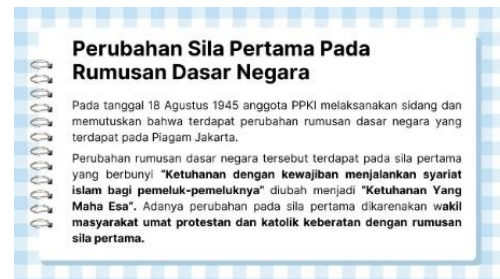 Perubahan Sila Pertama Pada
Rumusan Dasar Negara
Pada tanggal 18 Agustus 1945 anggota PPKI melaksanakan sidang dan
memutuskan bahwa terdapat perubahan rumusan dasar negara yang
terdapat pada Piagam Jakarta.
Perubahan rumusan dasar negara tersebut terdapat pada sila pertama
yang berbunyi "Ketuhanan dengan kewajiban menjalankan syariat
islam bagi pemeluk-pemeluknya" diubah menjadi "Ketuhanan Yang
Maha Esa". Adanya perubahan pada sila pertama dikarenakan wakil
masyarakat umat protestan dan katolik keberatan dengan rumusan
sila pertama.